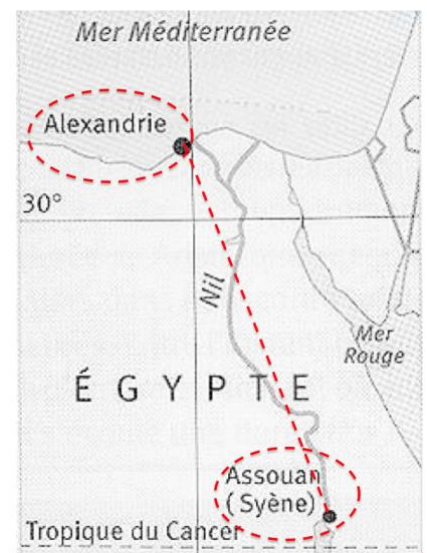 Mer Méditerranée
Alexandrie
30°
Nil
Mer
Rouge
ÉGYPTE
Assouan
(Syène)
Tropique du Cancer